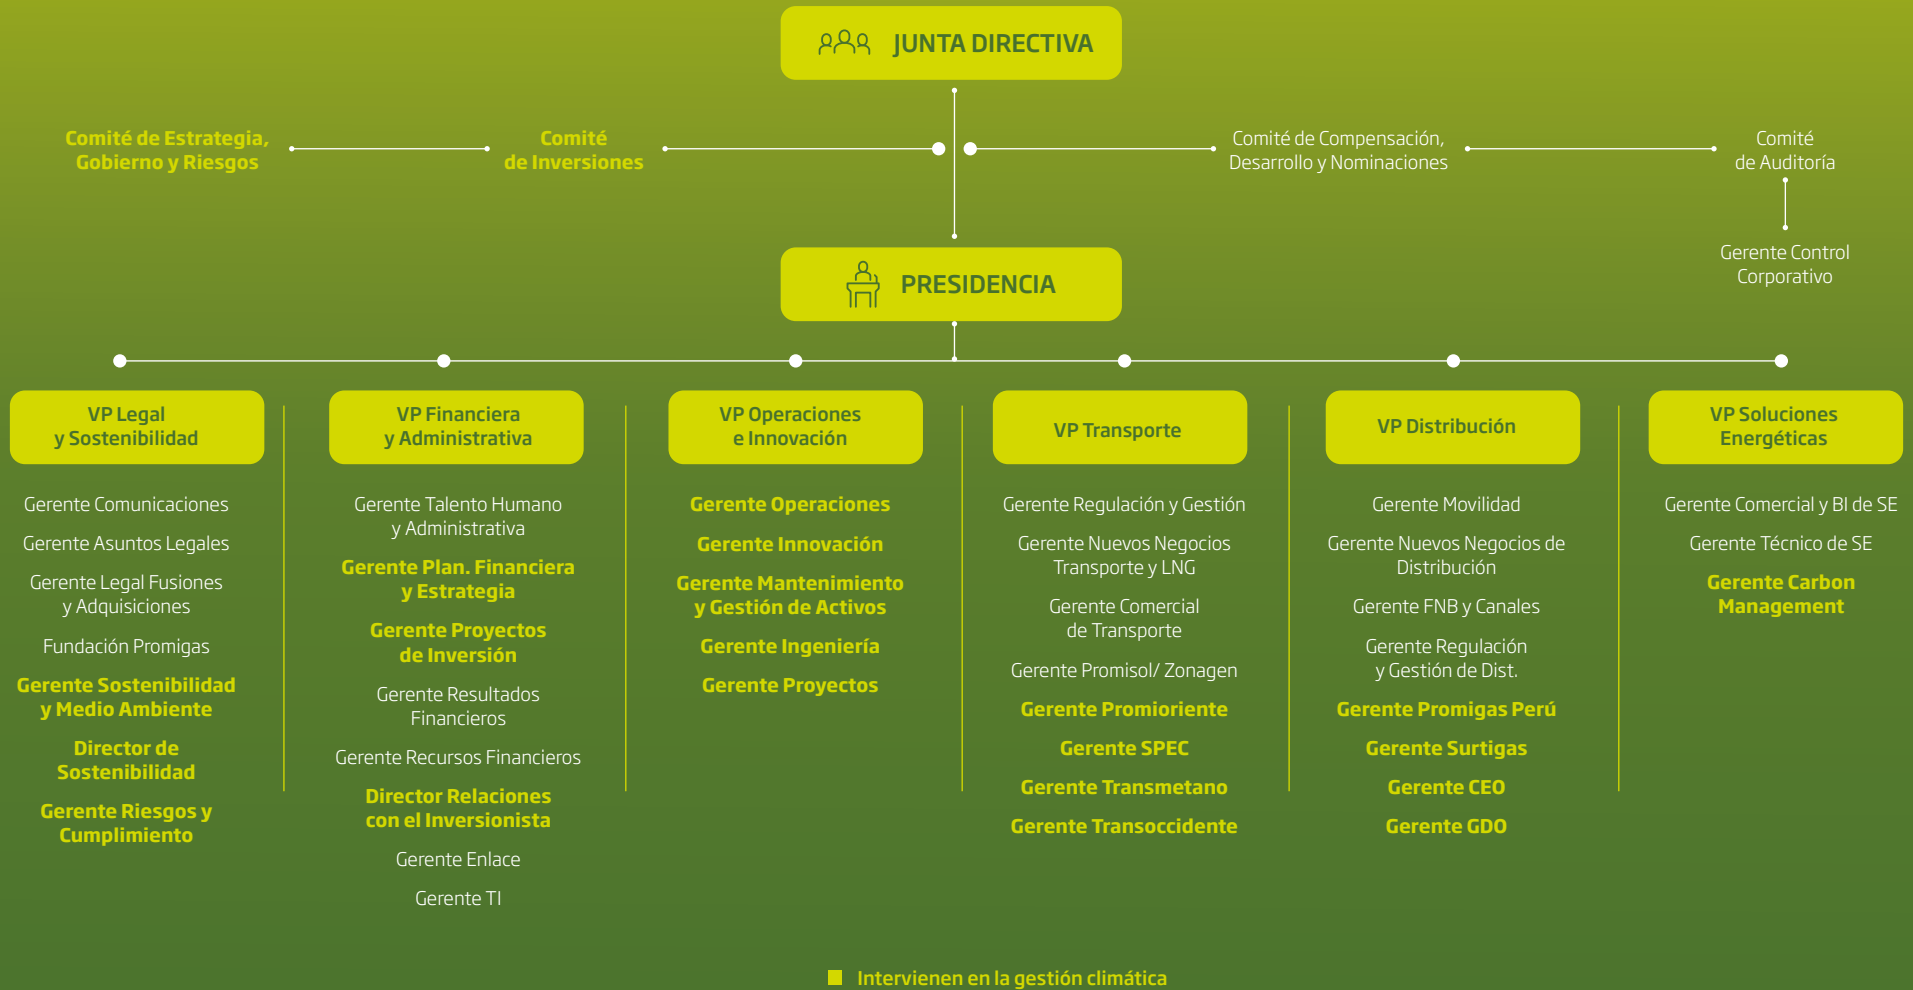 JUNTA DIRECTIVA
Comité de Estrategia,
Gobierno y Riesgos
Comité
de Inversiones
Comité de Compensación,
Desarrollo y Nominaciones
Comité
de Auditoría
Gerente Control
Corporativo
PRESIDENCIA
VP Legal
y Sostenibilidad
Gerente Comunicaciones
Gerente Asuntos Legales
Gerente Legal Fusiones
y Adquisiciones
Fundación Promigas
Gerente Sostenibilidad
y Medio Ambiente
Director de
Sostenibilidad
Gerente Riesgos y
Cumplimiento
VP Financiera
y Administrativa
Gerente Talento Humano
y Administrativa
Gerente Plan. Financiera
y Estrategia
Gerente Proyectos
de Inversión
Gerente Resultados
Financieros
Gerente Recursos Financieros
Director Relaciones
con el Inversionista
Gerente Enlace
Gerente TI
VP Operaciones
e Innovación
Gerente Operaciones
Gerente Innovación
Gerente Mantenimiento
y Gestión de Activos
Gerente Ingeniería
Gerente Proyectos
VP Transporte
Gerente Regulación y Gestión
Gerente Nuevos Negocios
Transporte y LNG
Gerente Comercial
de Transporte
Gerente Promisol/ Zonagen
Gerente Promioriente
Gerente SPEC
Gerente Transmetano
Gerente Transoccidente
VP Distribución
Gerente Movilidad
Gerente Nuevos Negocios de
Distribución
Gerente FNB y Canales
Gerente Regulación
y Gestión de Dist.
Gerente Promigas Perú
Gerente Surtigas
Gerente CEO
Gerente GDO
VP Soluciones
Energéticas
Gerente Comercial y BI de SE
Gerente Técnico de SE
Gerente Carbon
Management
Intervienen en la gestión climática